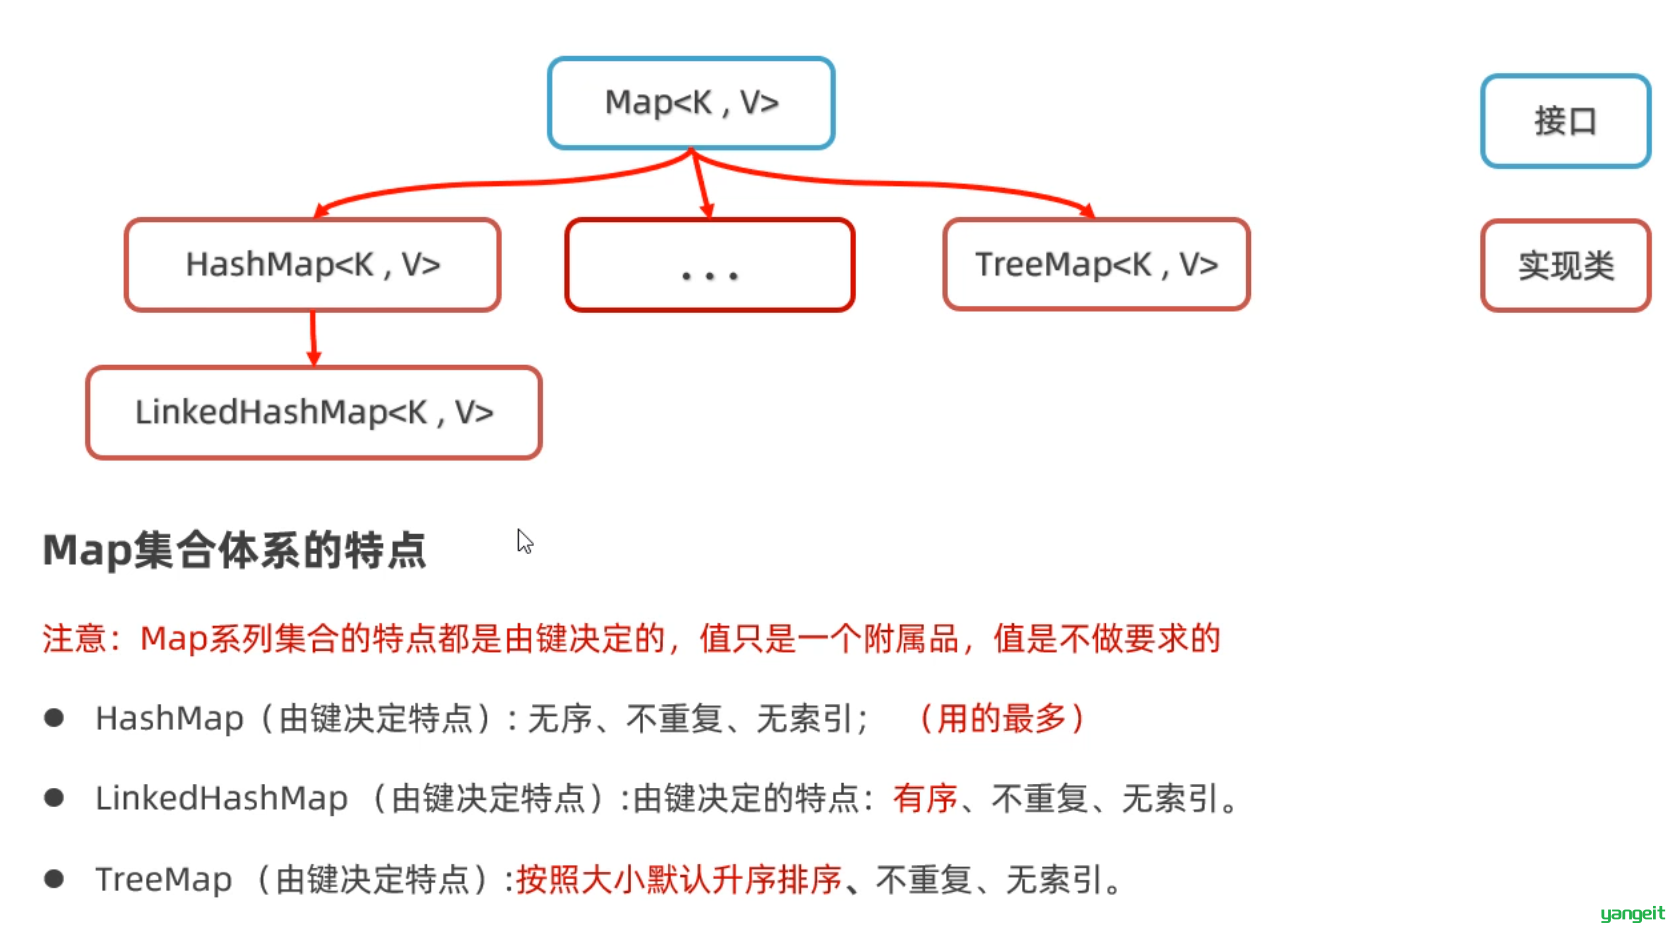 Map<K , V>
接口
HashMap<K , V>
...
TreeMap<K , V>
实现类
LinkedHashMap<K , V>
Map集合体系的特点
注意：Map系列集合的特点都是由键决定的，值只是一个附属品，值是不做要求的
● HashMap（由键决定特点）: 无序、不重复、无索引； （用的最多）
● LinkedHashMap （由键决定特点）:由键决定的特点：有序、不重复、无索引。
● TreeMap （由键决定特点）:按照大小默认升序排序、不重复、无索引。
yangeit